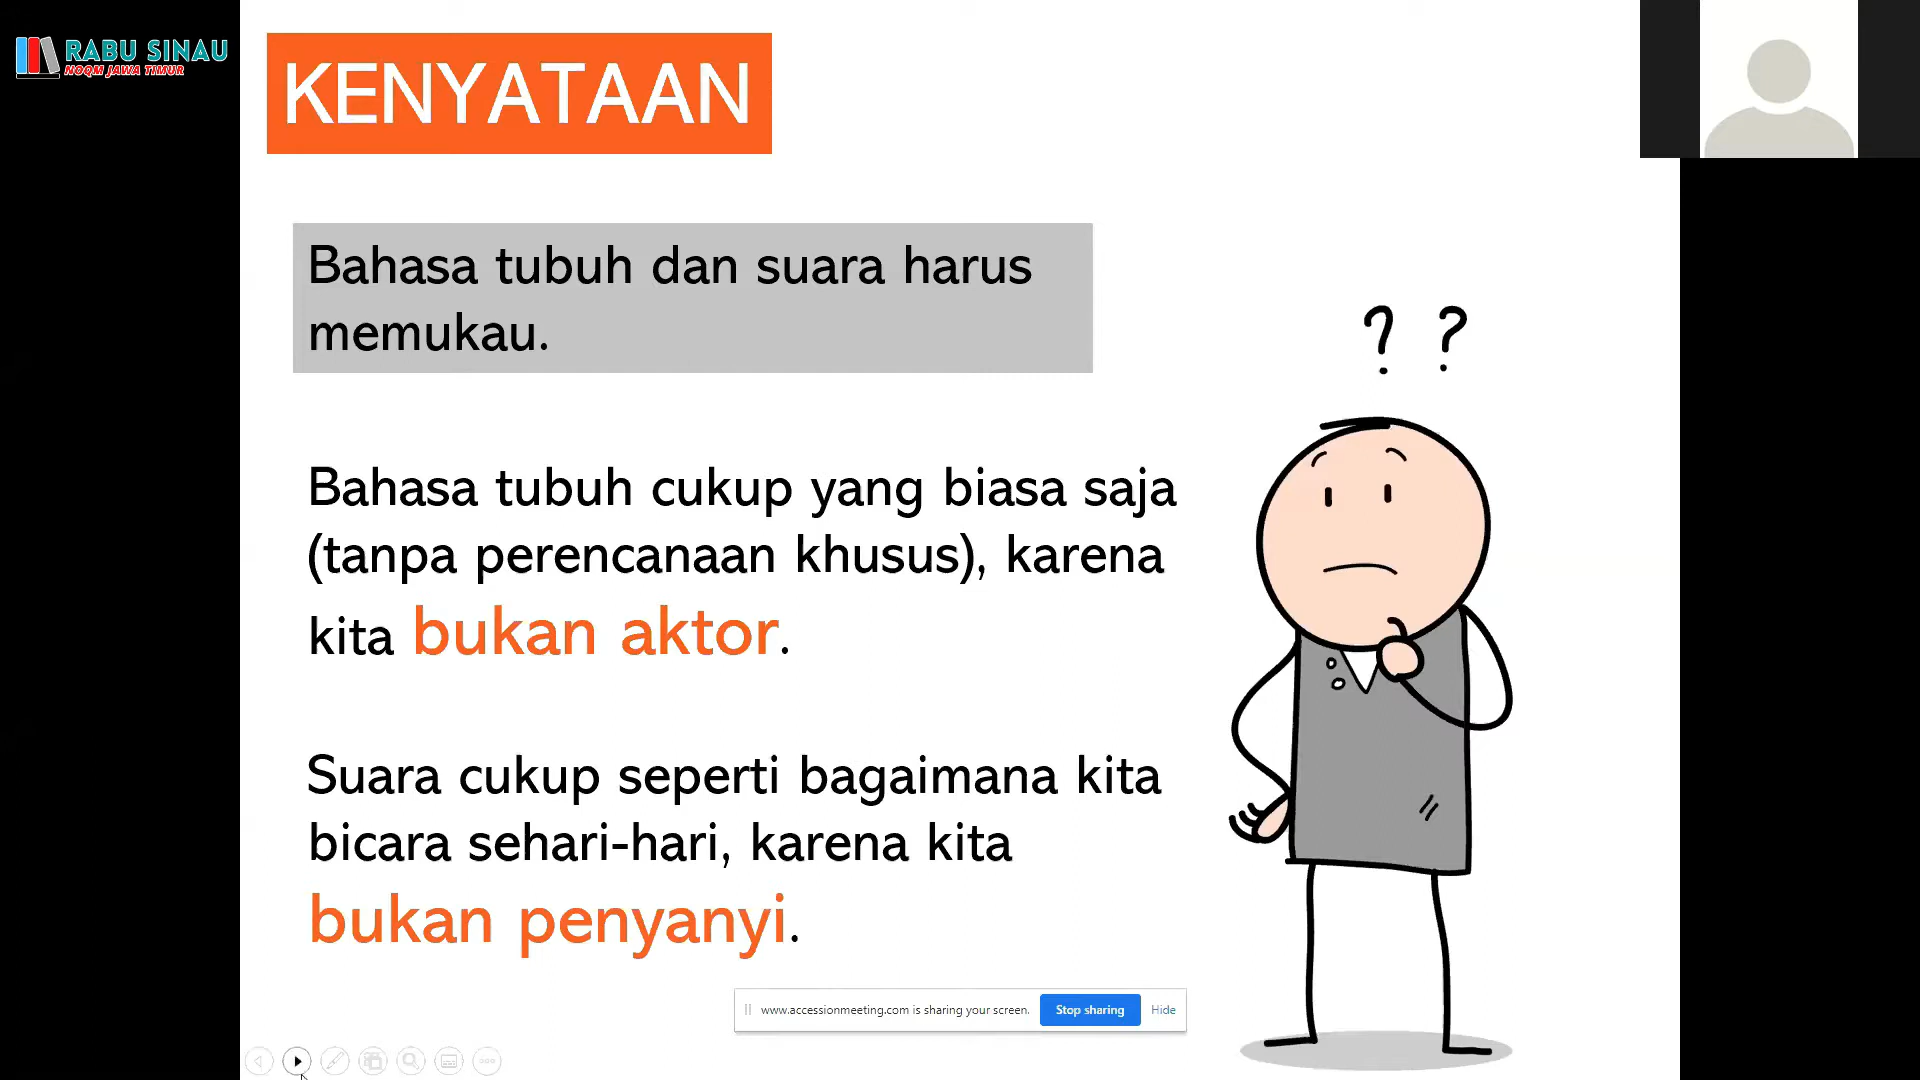 RABU SINAU
NOQM JAWA TIMUR
KENYATAAN
Bahasa tubuh dan suara harus
memukau.
? ?
Bahasa tubuh cukup yang biasa saja
(tanpa perencanaan khusus), karena
kita bukan aktor.
Suara cukup seperti bagaimana kita
bicara sehari-hari, karena kita
bukan penyanyi.
www.accessionmeeting.com is sharing your screen. Stop sharing Hide